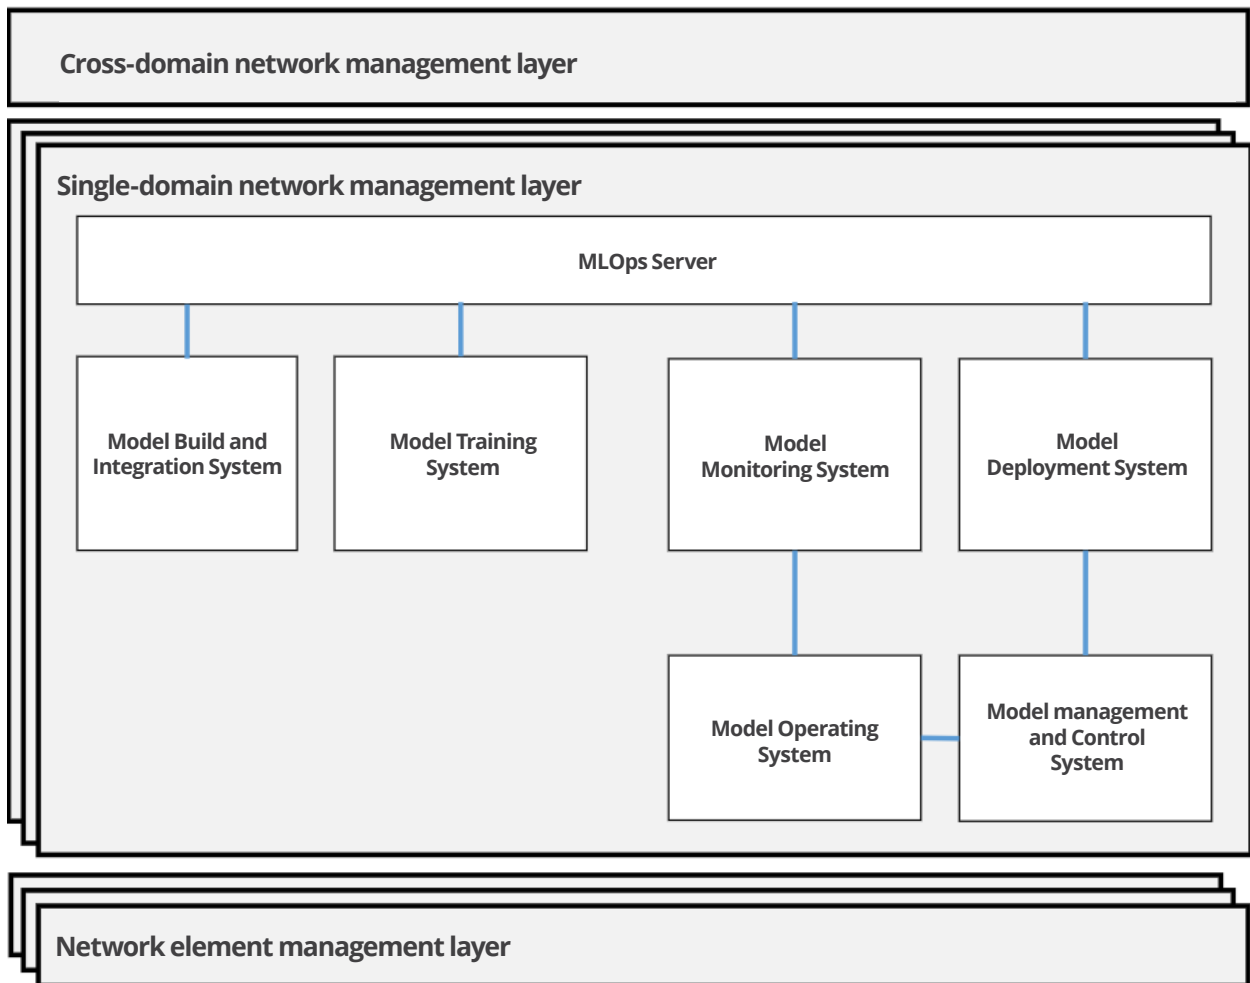 Cross-domain network management layer
Single-domain network management layer
MLOps Server
Model Build and
Integration System
Model Training
System
Model
Monitoring System
Model
Deployment System
Model Operating
System
Model management
and Control
System
Network element management layer